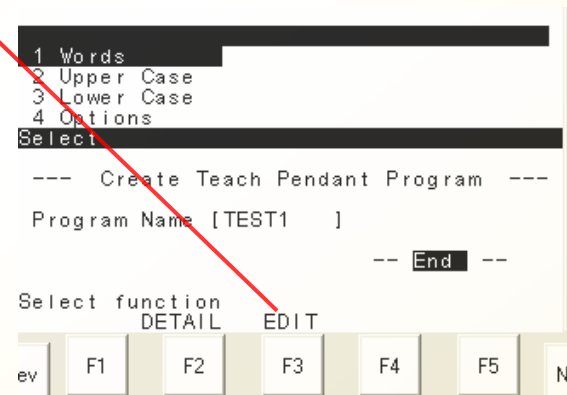 1 Words
2 Upper Case
3 Lower Case
4 Options
Select
--- Create Teach Pendant Program ---
Program Name [TEST1 ]
-- End --
Select function
DETAIL EDIT
ev F1 F2 F3 F4 F5 N